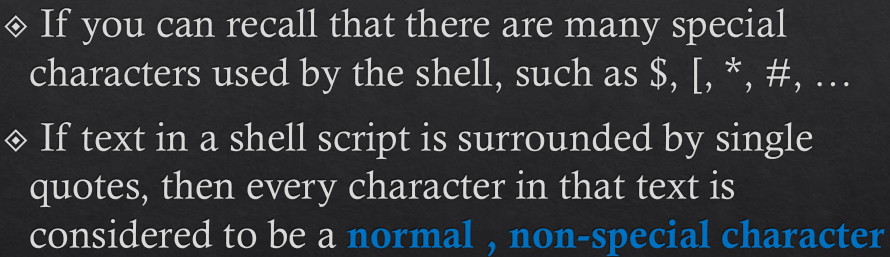 If you can recall that there are many special
characters used by the shell, such as $, [, *, #, …
If text in a shell script is surrounded by single
quotes, then every character in that text is
considered to be a normal , non-special character